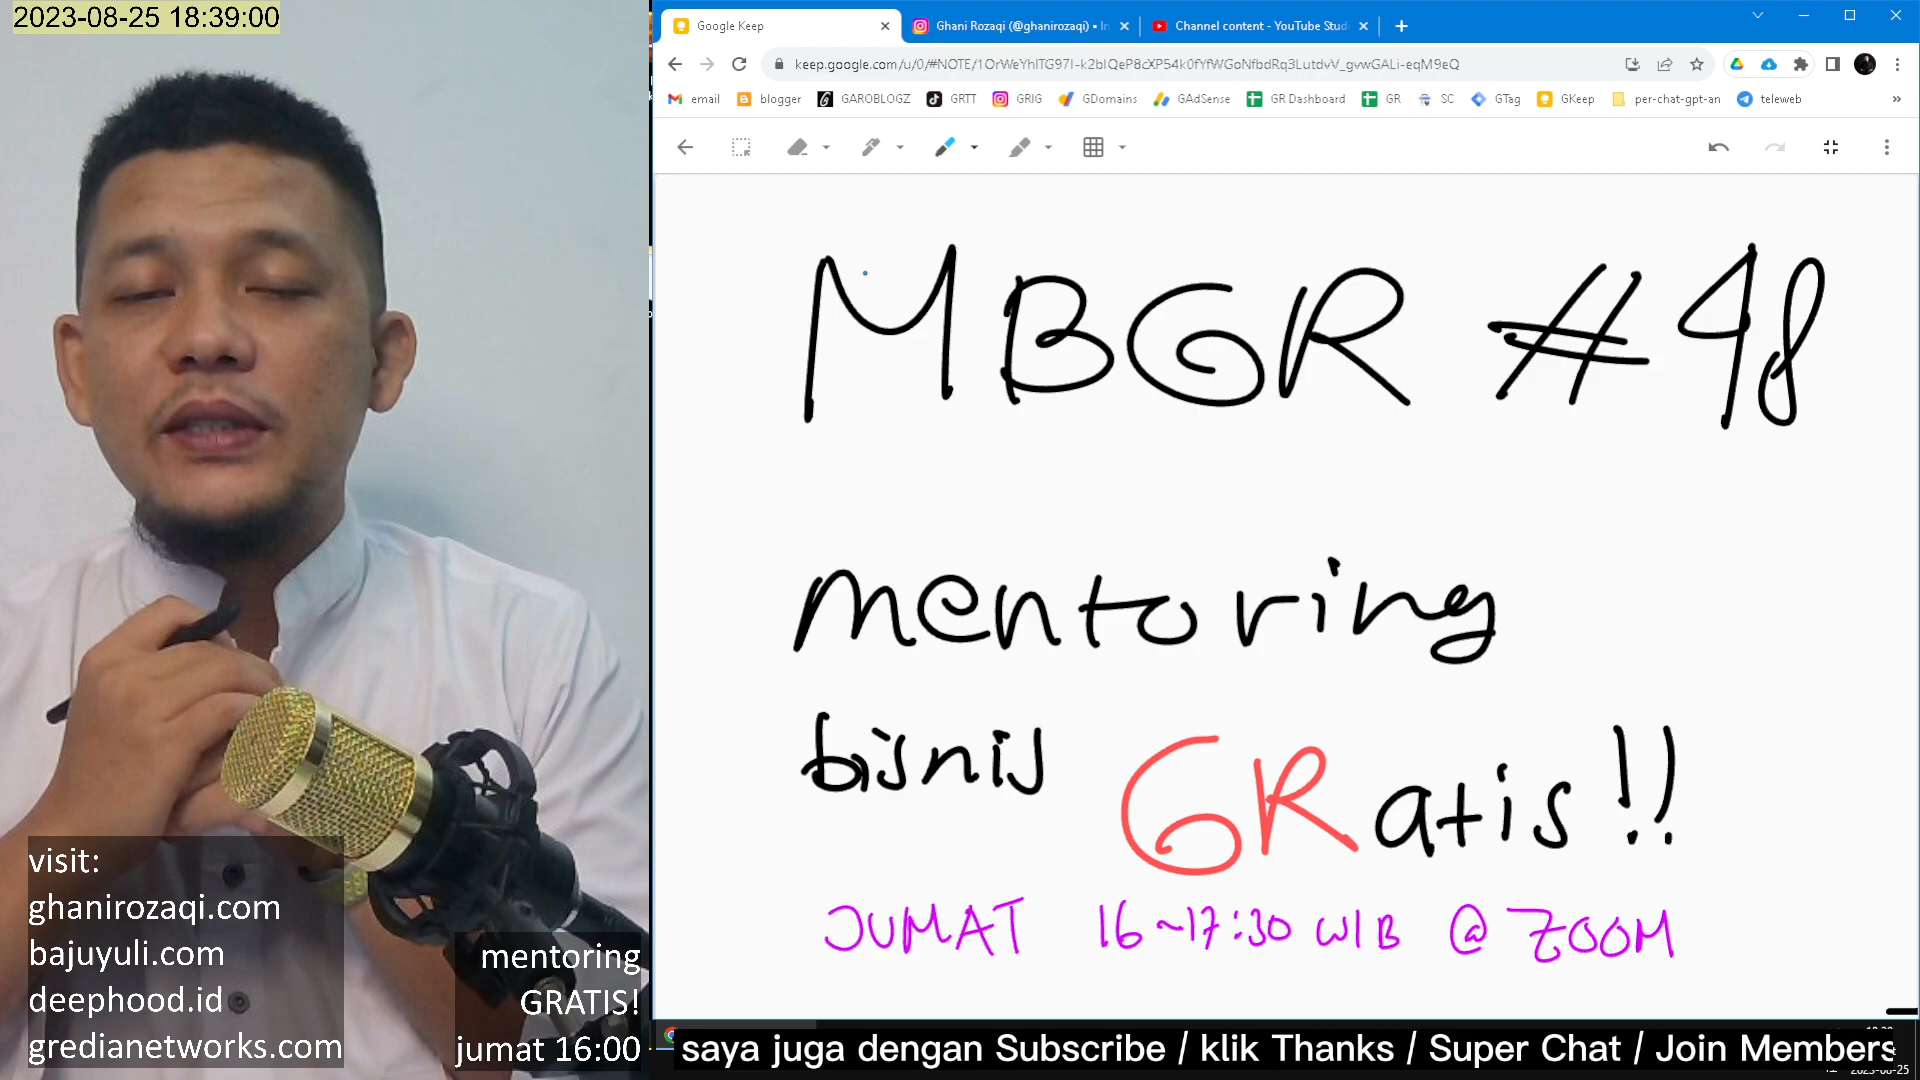 2023-08-25 18:39:00
Google Keep
Ghani Rozaqi (@ghanirozaqi) • In
Channel content - YouTube Stud
keep.google.com/u/0/#NOTE/
email blogger GAROBLOGZ GRTT GRIG GDomains GAdSense GR Dashboard GR SC GTag GKeep per-chat-gpt-an teleweb »
MBGR #48
mentoring
bisnis GRatis!!
JUMAT 16~17:30 WIB @ ZOOM
visit:
ghanirozaqi.com
bajuyuli.com
deephood.id
gredianetworks.com
mentoring
GRATIS!
jumat 16:00
saya juga dengan Subscribe / klik Thanks / Super Chat / Join Members
2023-08-25